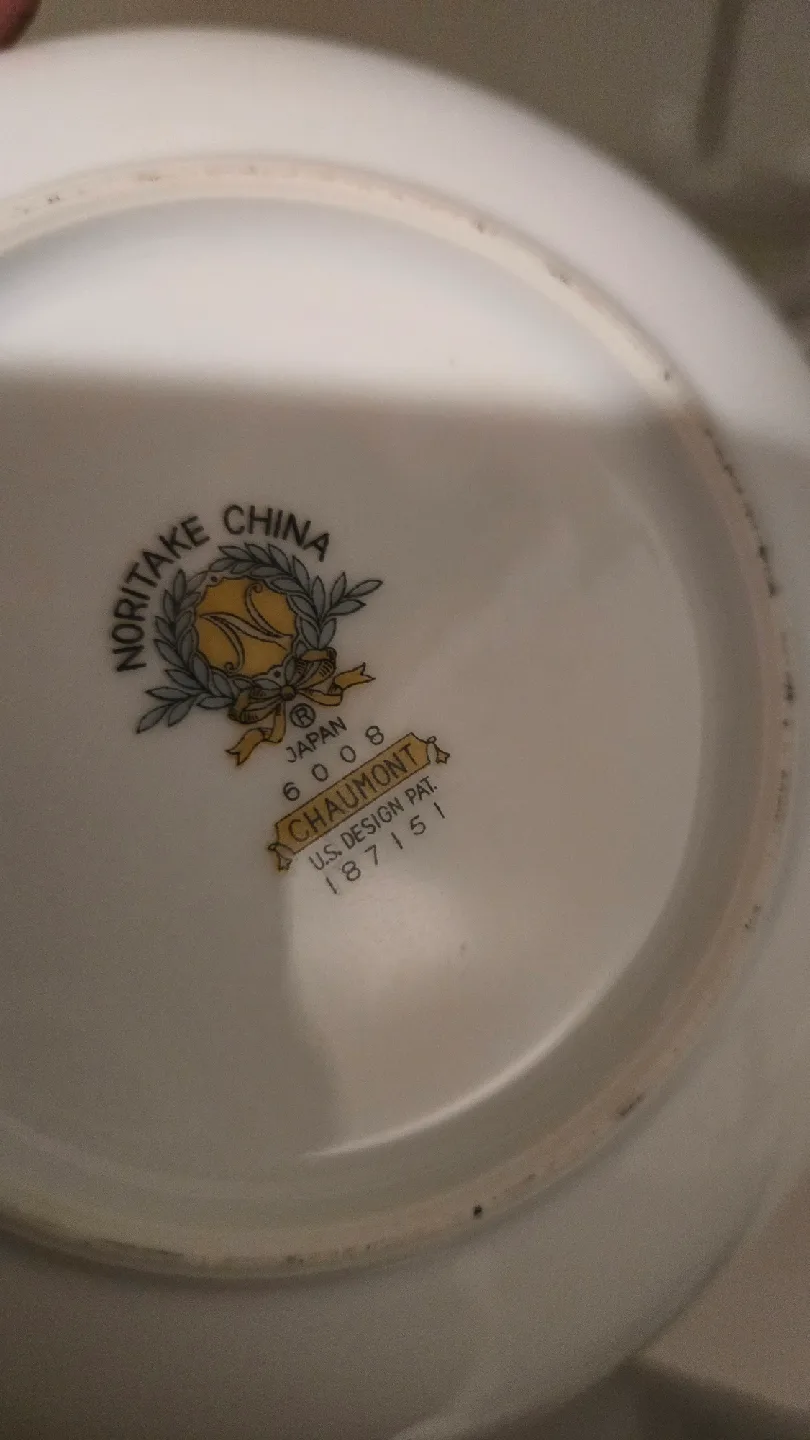 NORITAKE CHINA
N
®
JAPAN
6008
CHAUMONT
U.S. DESIGN PAT.
187151